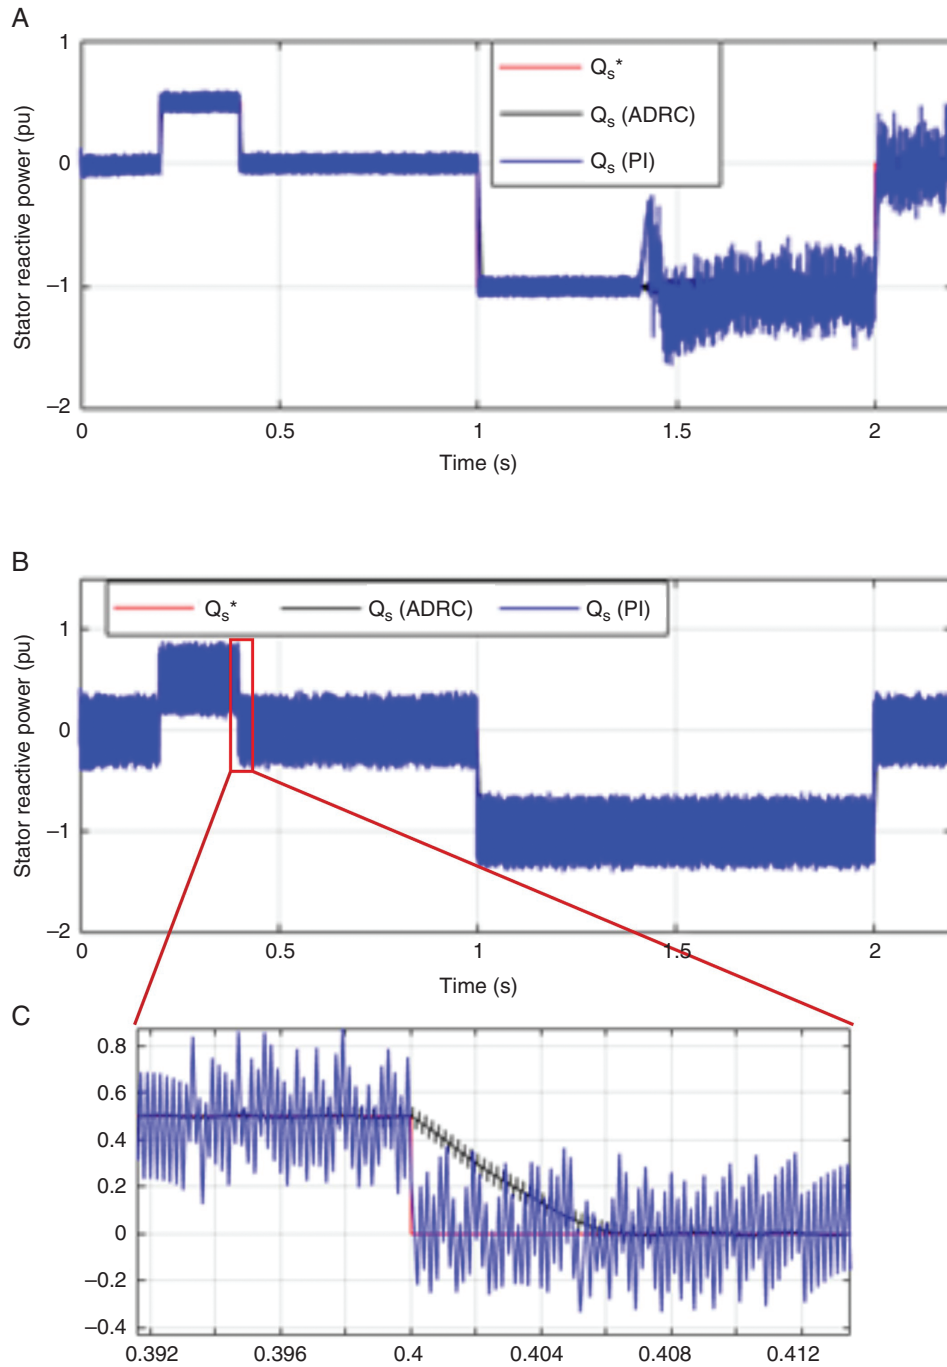 A
Stator reactive power (pu)
1
0
−1
−2
Qs*
Qs (ADRC)
Qs (PI)
0 0.5 1 1.5 2
Time (s)
B
Stator reactive power (pu)
Qs* Qs (ADRC) Qs (PI)
1
0
−1
−2
0 0.5 1 1.5 2
Time (s)
C
0.8
0.6
0.4
0.2
0
−0.2
−0.4
0.392 0.396 0.4 0.404 0.408 0.412